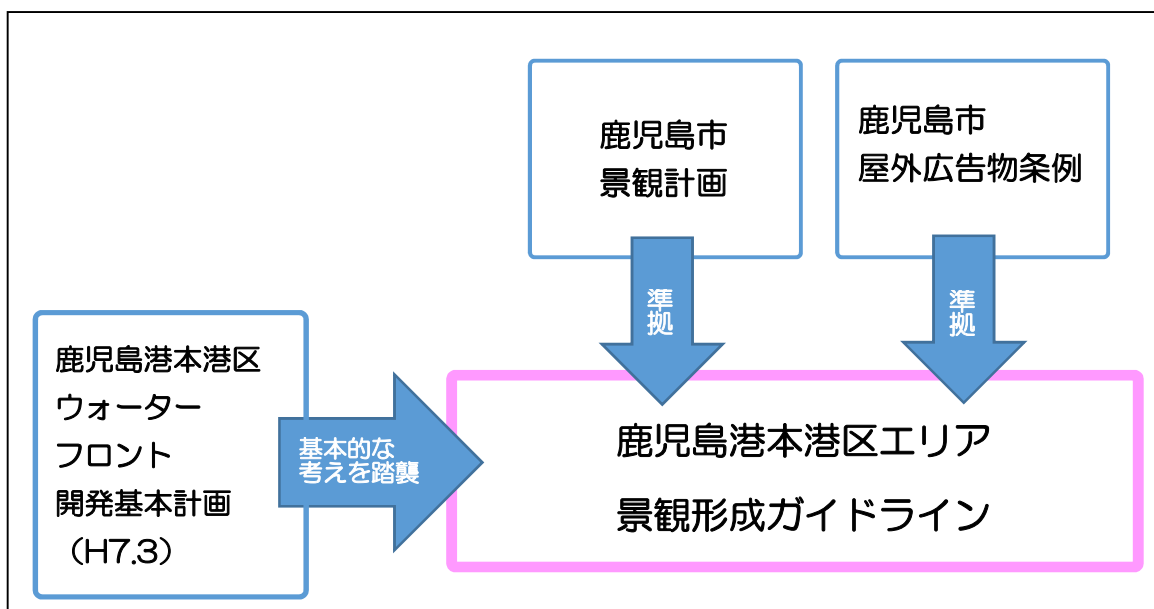 鹿児島市
景観計画
鹿児島市
屋外広告物条例
準拠
準拠
鹿児島港本港区
ウォーター
フロント
開発基本計画
（H7.3）
基本的な
考えを踏襲
鹿児島港本港区エリア
景観形成ガイドライン